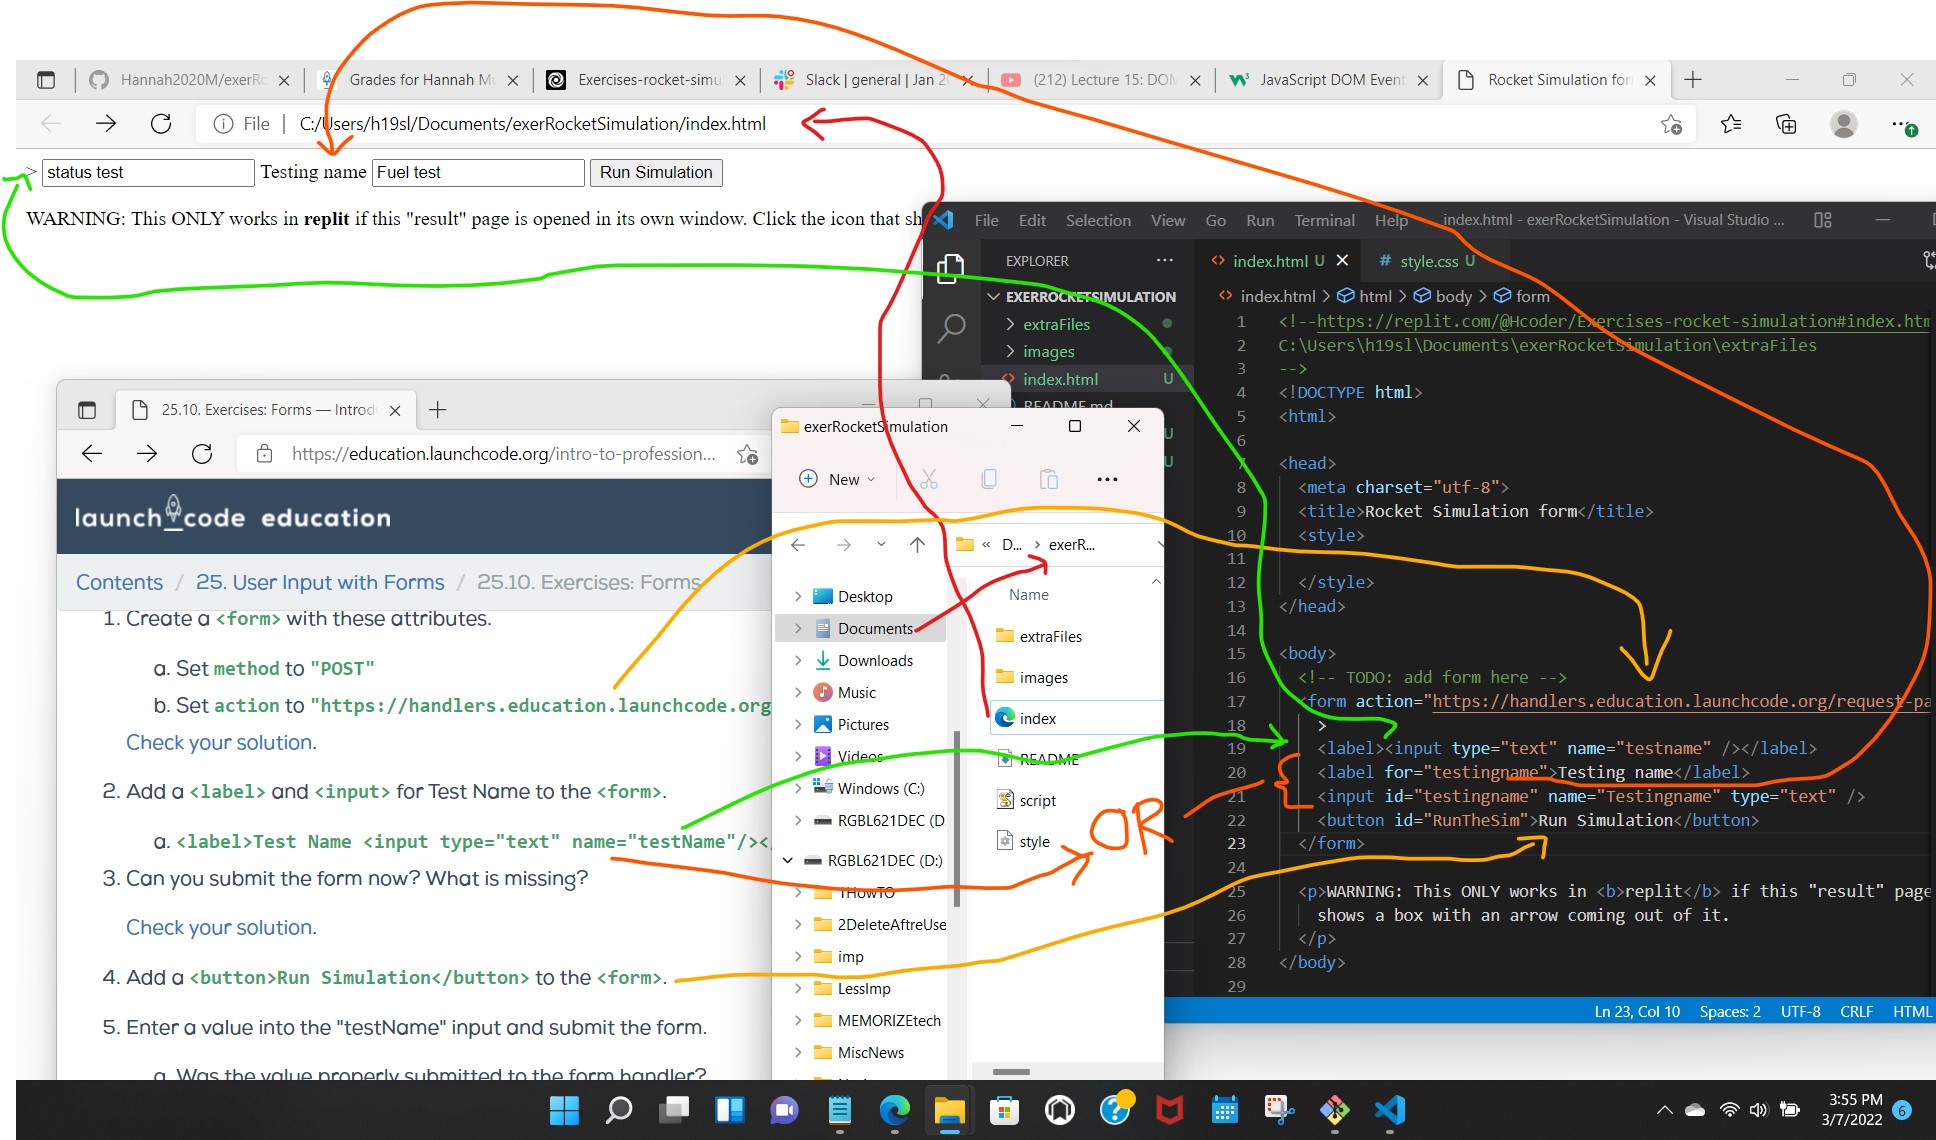 Hannah2020M/exerRo
Grades for Hannah M
Exercises-rocket-simu
Slack | general | Jan 2
(212) Lecture 15: DOM
JavaScript DOM Event
Rocket Simulation for
File | C:/Users/h19sl/Documents/exerRocketSimulation/index.html
> status test Testing name Fuel test Run Simulation
WARNING: This ONLY works in replit if this "result" page is opened in its own window. Click the icon that sh
File Edit Selection View Go Run Terminal Help index.html - exerRocketSimulation - Visual Studio ...
EXPLORER ...
index.html U
# style.css U
EXERROCKETSIMULATION
index.html > html > body > form
extraFiles
images
index.html U
README.md
U
U
1 <!--https://replit.com/@Hcoder/Exercises-rocket-simulation#index.htm
2 C:\Users\h19sl\Documents\exerRocketSimulation\extraFiles
3 -->
4 <!DOCTYPE html>
5 <html>
6
7 <head>
8 <meta charset="utf-8">
9 <title>Rocket Simulation form</title>
10 <style>
11
12 </style>
13 </head>
14
15 <body>
16 <!-- TODO: add form here -->
17 <form action="https://handlers.education.launchcode.org/request-pa
18 >
19 <label><input type="text" name="testname" /></label>
20 <label for="testingname">Testing name</label>
21 <input id="testingname" name="Testingname" type="text" />
22 <button id="RunTheSim">Run Simulation</button>
23 </form>
24
25 <p>WARNING: This ONLY works in <b>replit</b> if this "result" page
26 shows a box with an arrow coming out of it.
27 </p>
28 </body>
29
Ln 23, Col 10 Spaces: 2 UTF-8 CRLF HTML
25.10. Exercises: Forms — Introd
https://education.launchcode.org/intro-to-profession...
launchcode education
Contents / 25. User Input with Forms / 25.10. Exercises: Forms
1. Create a <form> with these attributes.
a. Set method to "POST"
b. Set action to "https://handlers.education.launchcode.org
Check your solution.
2. Add a <label> and <input> for Test Name to the <form>.
a. <label>Test Name <input type="text" name="testName"/></
3. Can you submit the form now? What is missing?
Check your solution.
4. Add a <button>Run Simulation</button> to the <form>.
5. Enter a value into the "testName" input and submit the form.
a. Was the value properly submitted to the form handler?
exerRocketSimulation
New
« D... > exerR...
Desktop
Documents
Downloads
Music
Pictures
Videos
Windows (C:)
RGBL621DEC (D
RGBL621DEC (D:)
1HowTO
2DeleteAftreUse
imp
LessImp
MEMORIZEtech
MiscNews
Name
extraFiles
images
index
README
script
style
OR
3:55 PM
3/7/2022
6